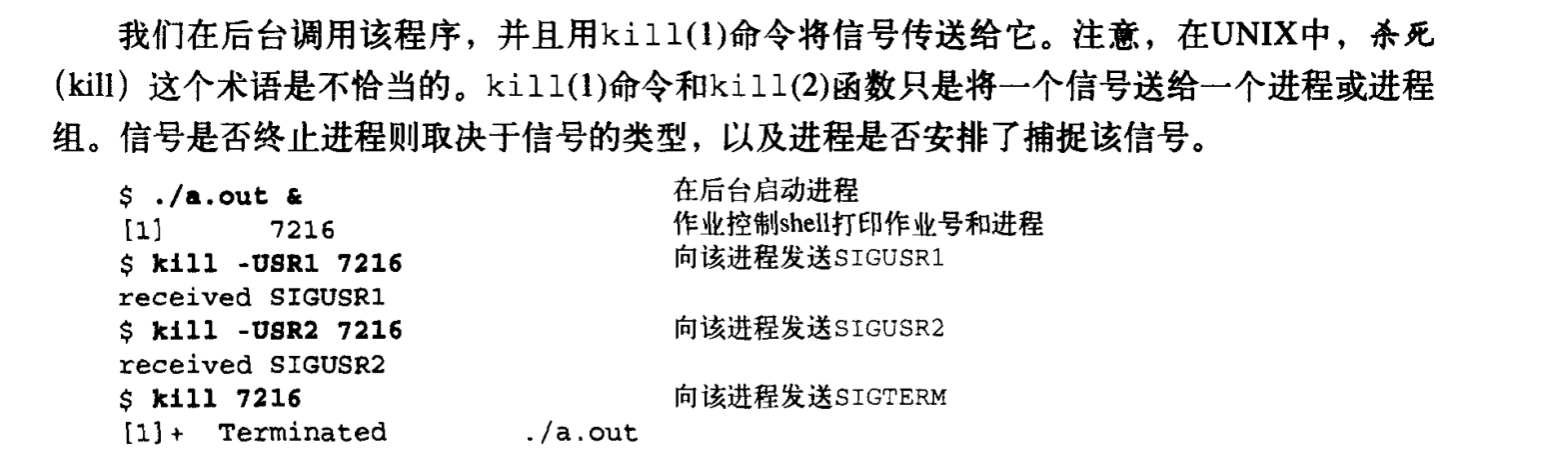 我们在后台调用该程序，并且用kill(1)命令将信号传送给它。注意，在UNIX中，杀死
（kill）这个术语是不恰当的。kill(1)命令和kill(2)函数只是将一个信号送给一个进程或进程
组。信号是否终止进程则取决于信号的类型，以及进程是否安排了捕捉该信号。
$ ./a.out & 在后台启动进程
[1] 7216 作业控制shell打印作业号和进程
$ kill -USR1 7216 向该进程发送SIGUSR1
received SIGUSR1
$ kill -USR2 7216 向该进程发送SIGUSR2
received SIGUSR2
$ kill 7216 向该进程发送SIGTERM
[1]+ Terminated ./a.out